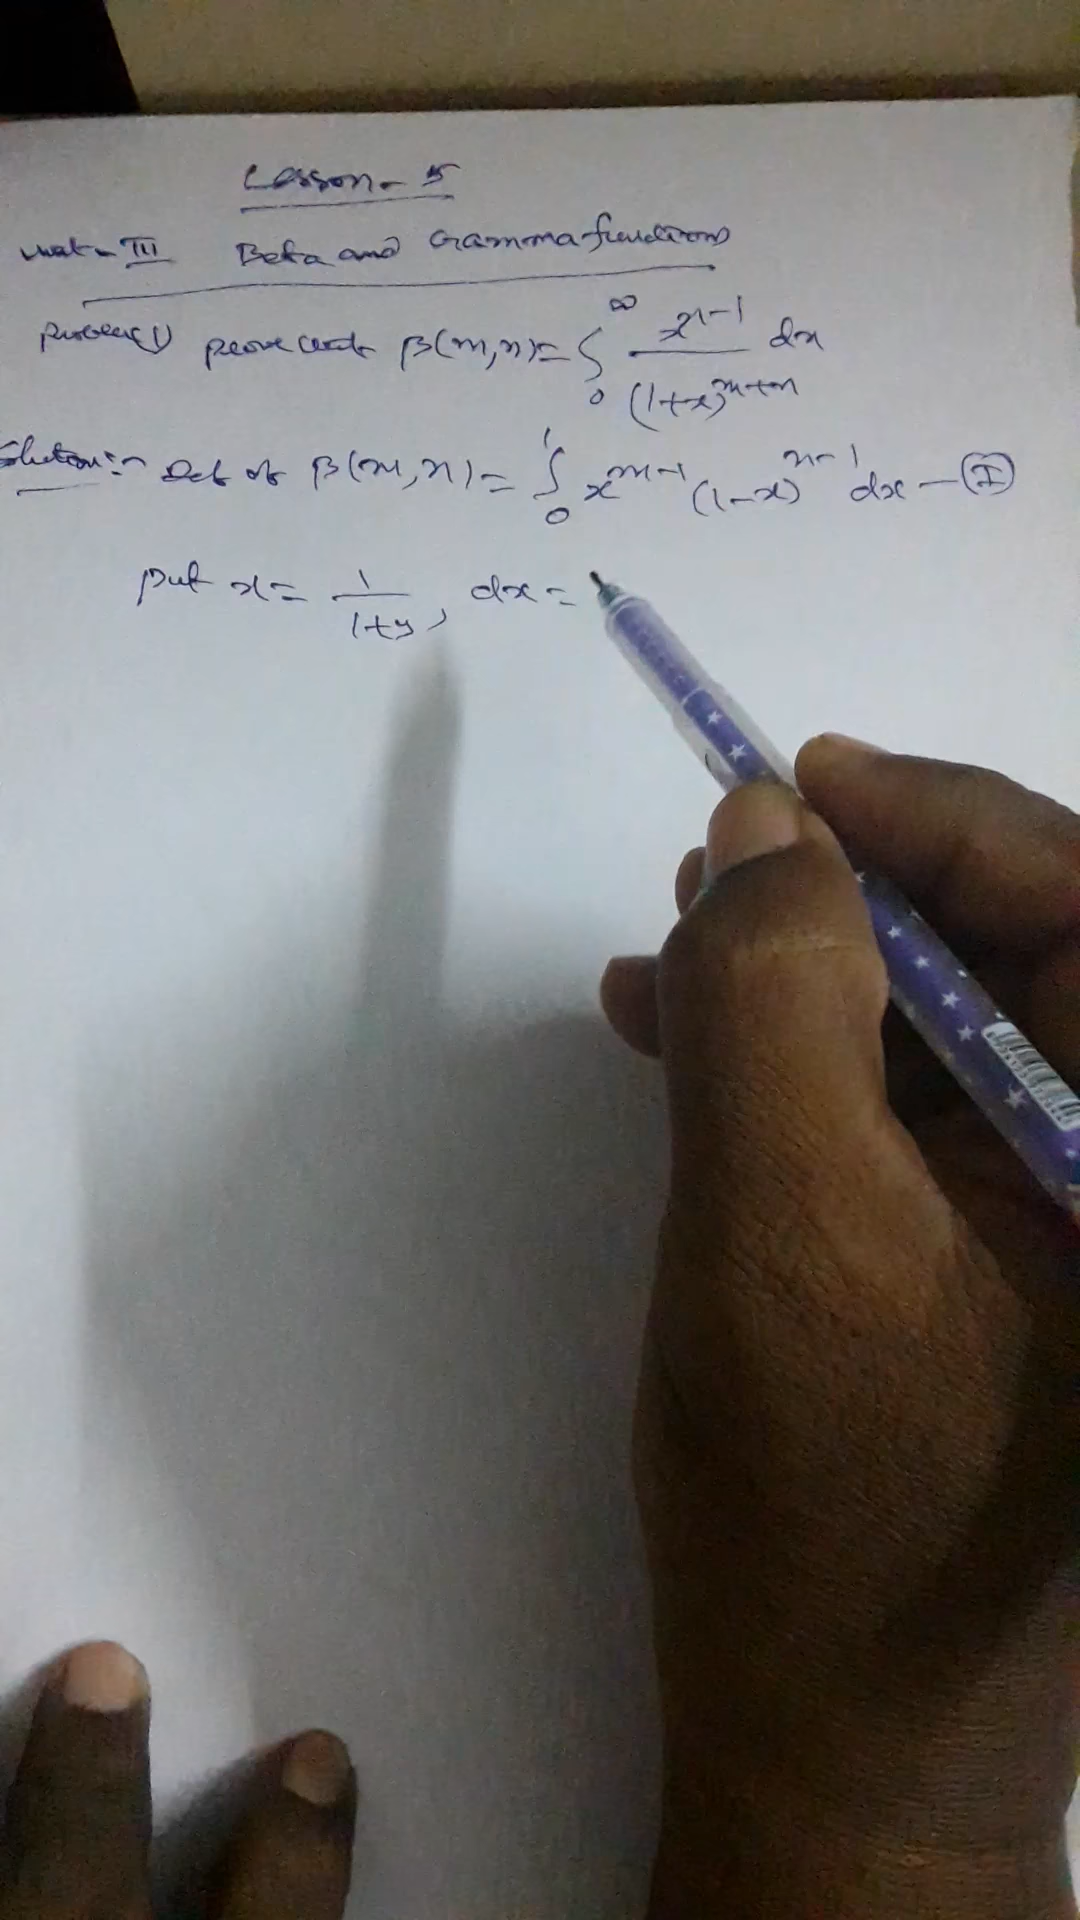 Lesson - 5
Unit - III Beta and Gamma functions
Problem 1) prove that β(m,n) = ∫₀^∞ x^(n-1) / (1+x)^(m+n) dx
Solution:- Def of β(m,n) = ∫₀¹ x^(m-1) (1-x)^(n-1) dx — (I)
put x = 1/(1+y), dx =